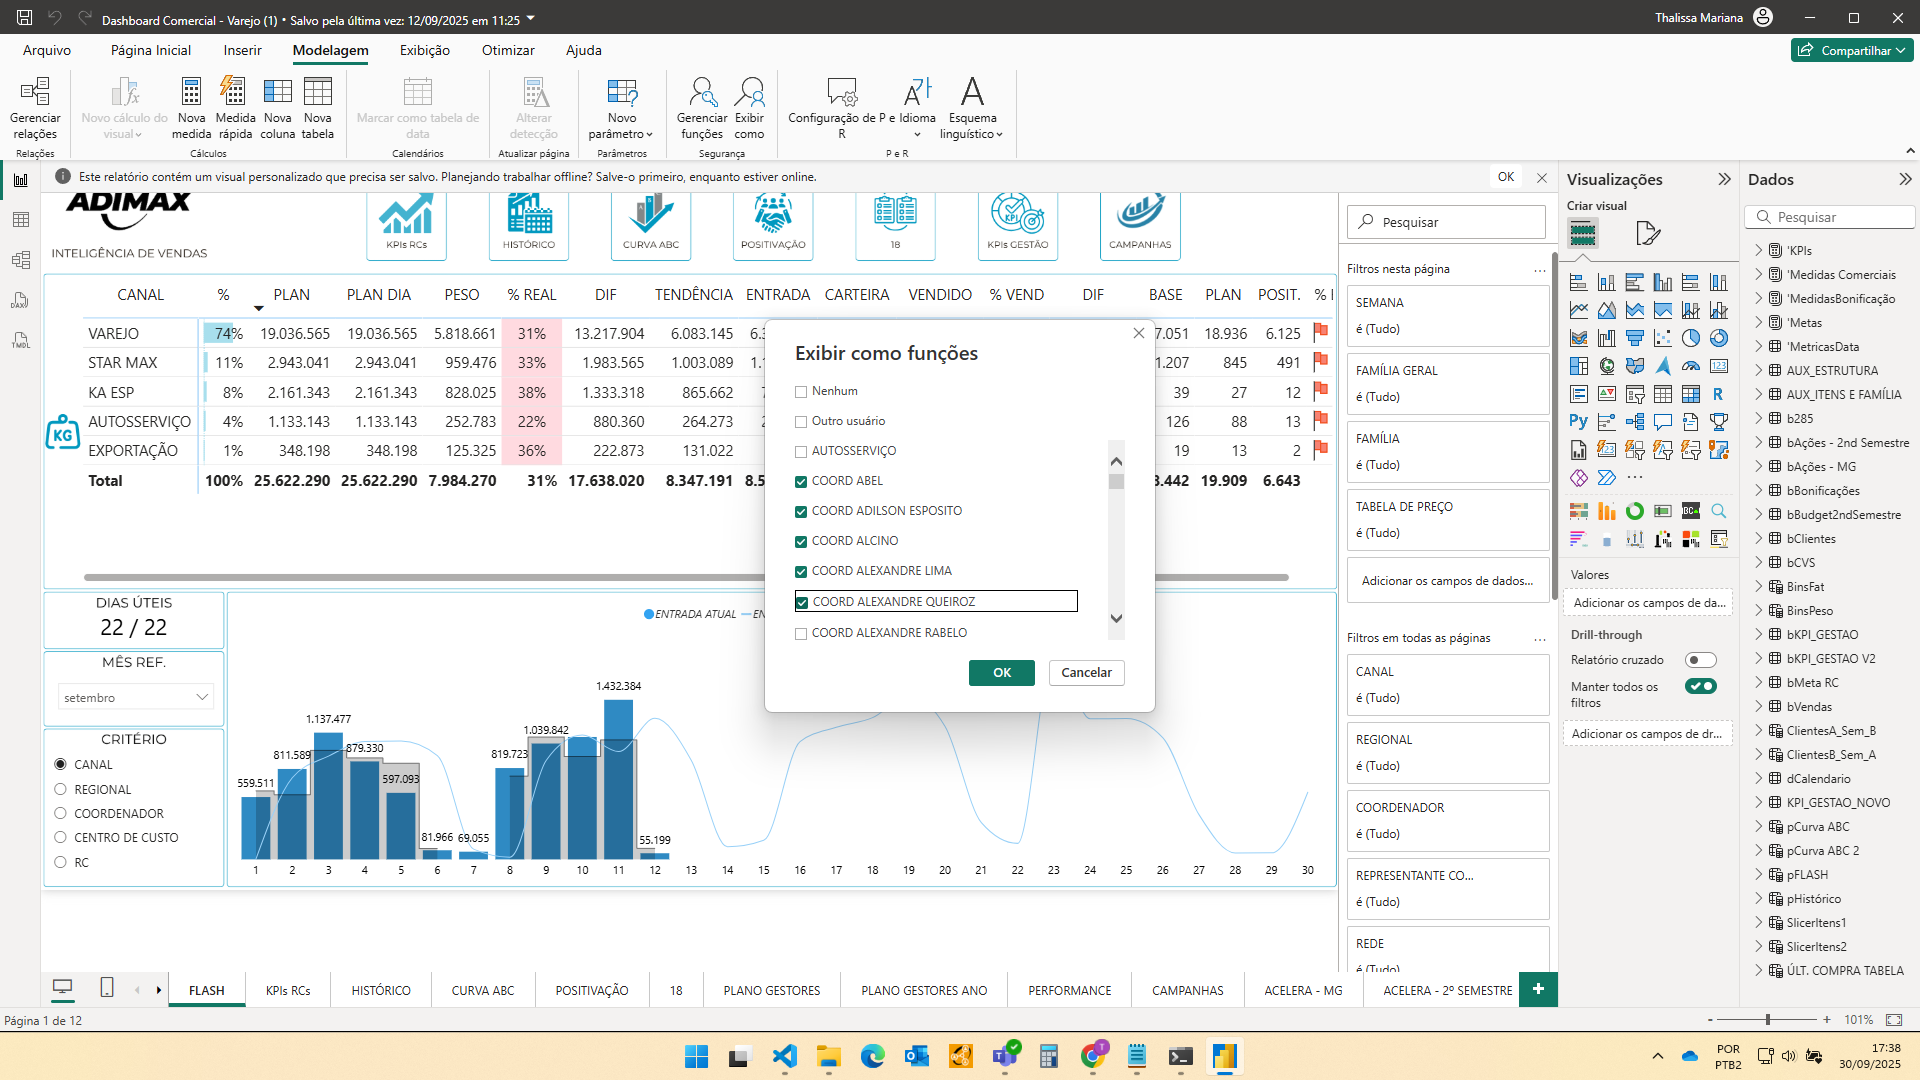 Dashboard Comercial - Varejo (1) • Salvo pela última vez: 12/09/2025 em 11:25
Thalissa Mariana
Arquivo
Página Inicial
Inserir
Modelagem
Exibição
Otimizar
Ajuda
Compartilhar
Gerenciar relações
Novo cálculo do visual
Nova medida
Medida rápida
Nova coluna
Nova tabela
Marcar como tabela de data
Alterar detecção
Novo parâmetro
Gerenciar funções
Exibir como
Configuração de P e R
Idioma
Esquema linguístico
Relações
Cálculos
Calendários
Atualizar página
Parâmetros
Segurança
P e R
Este relatório contém um visual personalizado que precisa ser salvo. Planejando trabalhar offline? Salve-o primeiro, enquanto estiver online.
OK
ADIMAX
INTELIGÊNCIA DE VENDAS
KPIs RCs
HISTÓRICO
CURVA ABC
POSITIVAÇÃO
18
KPIs GESTÃO
CAMPANHAS
CANAL % PLAN PLAN DIA PESO % REAL DIF TENDÊNCIA ENTRADA CARTEIRA VENDIDO % VEND DIF BASE PLAN POSIT.
VAREJO 74% 19.036.565 19.036.565 5.818.661 31% 13.217.904 6.083.145 18.936 6.125
STAR MAX 11% 2.943.041 2.943.041 959.476 33% 1.983.565 1.003.089 845 491
KA ESP 8% 2.161.343 2.161.343 828.025 38% 1.333.318 865.662 39 27 12
AUTOSSERVIÇO 4% 1.133.143 1.133.143 252.783 22% 880.360 264.273 126 88 13
EXPORTAÇÃO 1% 348.198 348.198 125.325 36% 222.873 131.022 19 13 2
Total 100% 25.622.290 25.622.290 7.984.270 31% 17.638.020 8.347.191 19.909 6.643
KG
Exibir como funções
Nenhum
Outro usuário
AUTOSSERVIÇO
COORD ABEL
COORD ADILSON ESPOSITO
COORD ALCINO
COORD ALEXANDRE LIMA
COORD ALEXANDRE QUEIROZ
COORD ALEXANDRE RABELO
OK
Cancelar
DIAS ÚTEIS
22 / 22
MÊS REF.
setembro
CRITÉRIO
CANAL
REGIONAL
COORDENADOR
CENTRO DE CUSTO
RC
ENTRADA ATUAL
559.511
811.589
1.137.477
879.330
597.093
81.966
69.055
819.723
1.039.842
1.432.384
55.199
1 2 3 4 5 6 7 8 9 10 11 12 13 14 15 16 17 18 19 20 21 22 23 24 25 26 27 28 29 30
Pesquisar
Filtros nesta página
...
SEMANA
é (Tudo)
FAMÍLIA GERAL
é (Tudo)
FAMÍLIA
é (Tudo)
TABELA DE PREÇO
é (Tudo)
Adicionar os campos de dados...
Filtros em todas as páginas
...
CANAL
é (Tudo)
REGIONAL
é (Tudo)
COORDENADOR
é (Tudo)
REPRESENTANTE CO...
é (Tudo)
REDE
é (Tudo)
Visualizações
Criar visual
R
Py
...
Valores
Adicionar os campos de da...
Drill-through
Relatório cruzado
Manter todos os filtros
Adicionar os campos de dr...
Dados
Pesquisar
'KPIs
'Medidas Comerciais
'MedidasBonificação
'Metas
'MetricasData
AUX_ESTRUTURA
AUX_ITENS E FAMÍLIA
b285
bAções - 2nd Semestre
bAções - MG
bBonificações
bBudget2ndSemestre
bClientes
bCVS
BinsFat
BinsPeso
bKPI_GESTAO
bKPI_GESTAO V2
bMeta RC
bVendas
ClientesA_Sem_B
ClientesB_Sem_A
dCalendario
KPI_GESTAO_NOVO
pCurva ABC
pCurva ABC 2
pFLASH
pHistórico
SlicerItens1
SlicerItens2
ÚLT. COMPRA TABELA
FLASH
KPIs RCs
HISTÓRICO
CURVA ABC
POSITIVAÇÃO
18
PLANO GESTORES
PLANO GESTORES ANO
PERFORMANCE
CAMPANHAS
ACELERA - MG
ACELERA - 2º SEMESTRE
Página 1 de 12
- + 101%
POR
PTB2
17:38
30/09/2025